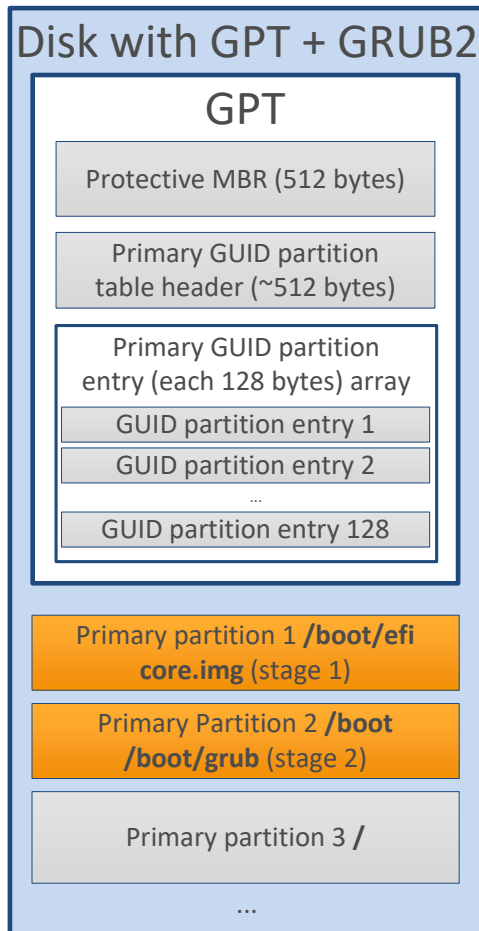 Disk with GPT + GRUB2
GPT
Protective MBR (512 bytes)
Primary GUID partition
table header (~512 bytes)
Primary GUID partition
entry (each 128 bytes) array
GUID partition entry 1
GUID partition entry 2
...
GUID partition entry 128
Primary partition 1 /boot/efi
core.img (stage 1)
Primary Partition 2 /boot
/boot/grub (stage 2)
Primary partition 3 /
...